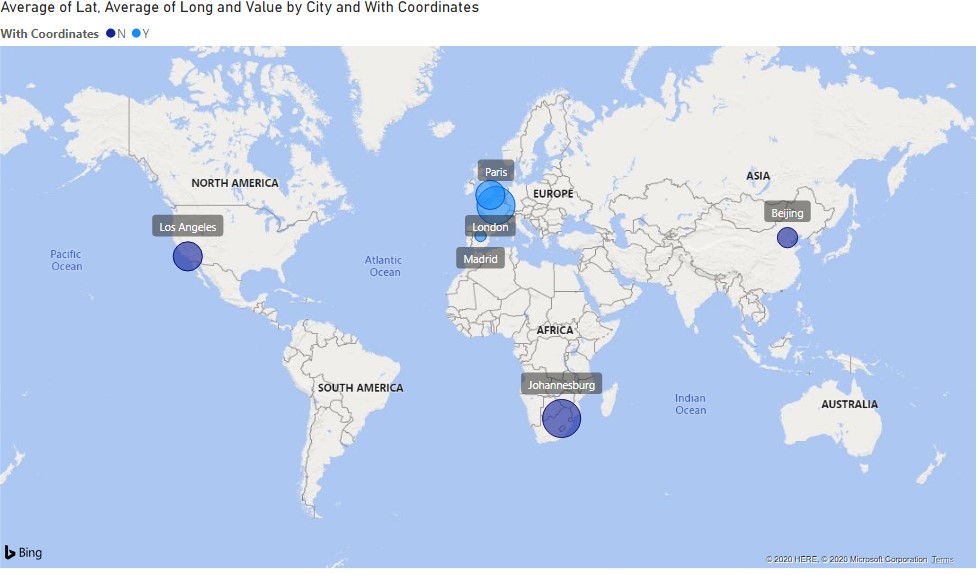 Average of Lat, Average of Long and Value by City and With Coordinates
With Coordinates N Y
NORTH AMERICA
Paris
EUROPE
ASIA
Los Angeles
London
Beijing
Pacific
Ocean
Atlantic
Ocean
Madrid
AFRICA
SOUTH AMERICA
Johannesburg
Indian
Ocean
AUSTRALIA
Bing
© 2020 HERE, © 2020 Microsoft Corporation Terms